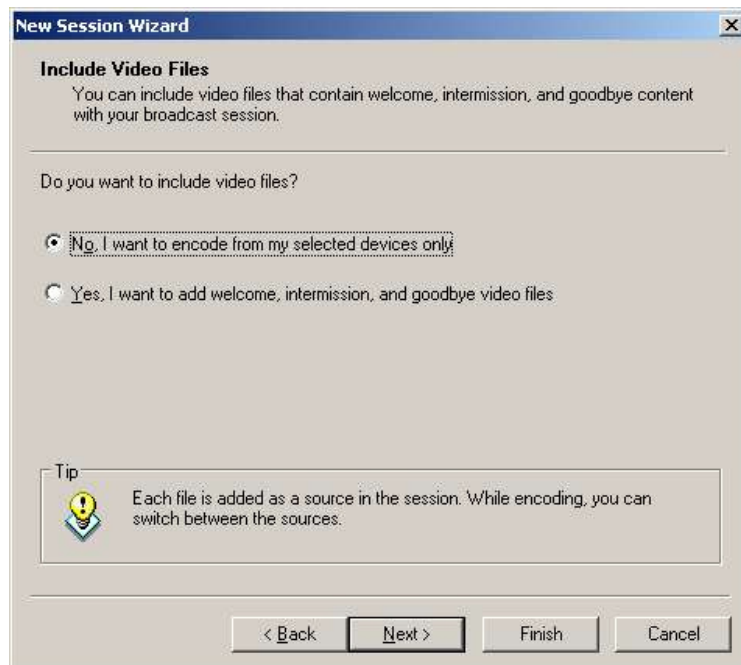 New Session Wizard
Include Video Files
You can include video files that contain welcome, intermission, and goodbye content
with your broadcast session.
Do you want to include video files?
No, I want to encode from my selected devices only
Yes, I want to add welcome, intermission, and goodbye video files
Tip
Each file is added as a source in the session. While encoding, you can
switch between the sources.
< Back
Next >
Finish
Cancel